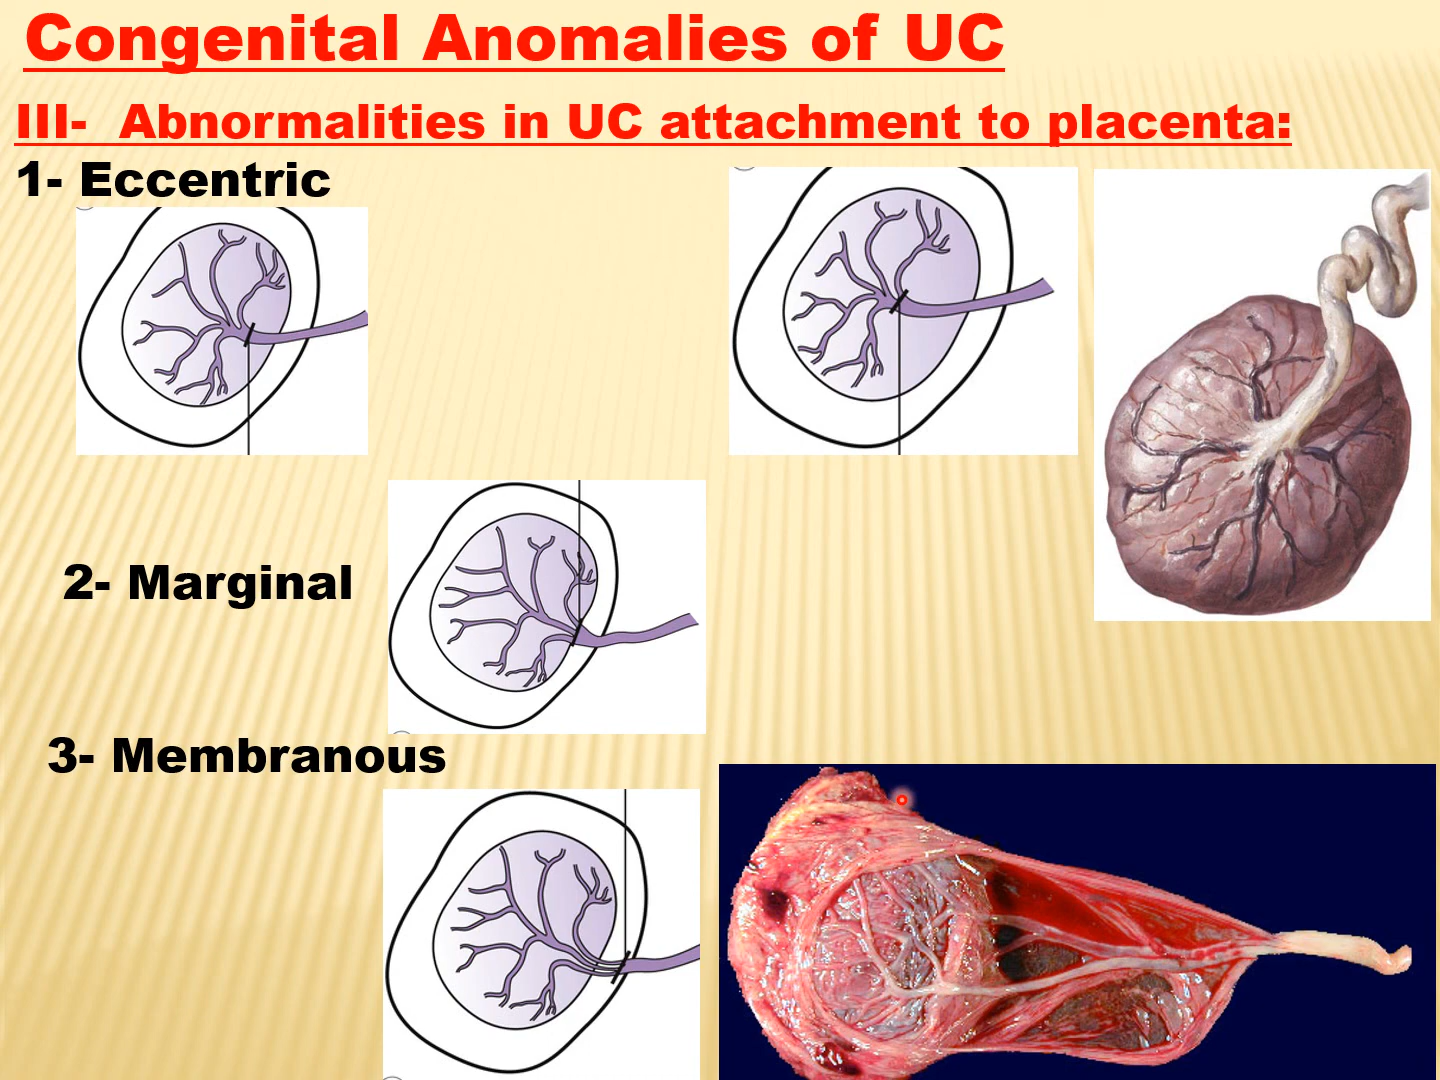 Congenital Anomalies of UC
III- Abnormalities in UC attachment to placenta:
1- Eccentric
2- Marginal
3- Membranous